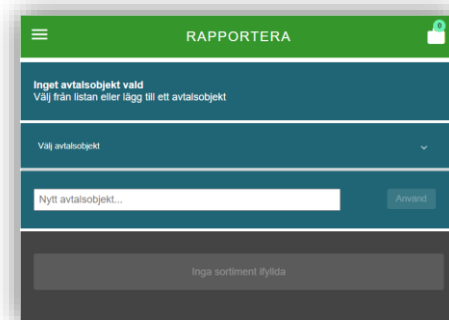 RAPPORTERA
0
Inget avtalsobjekt vald
Välj från listan eller lägg till ett avtalsobjekt
Välj avtalsobjekt
Nytt avtalsobjekt...
Använd
Inga sortiment ifyllda